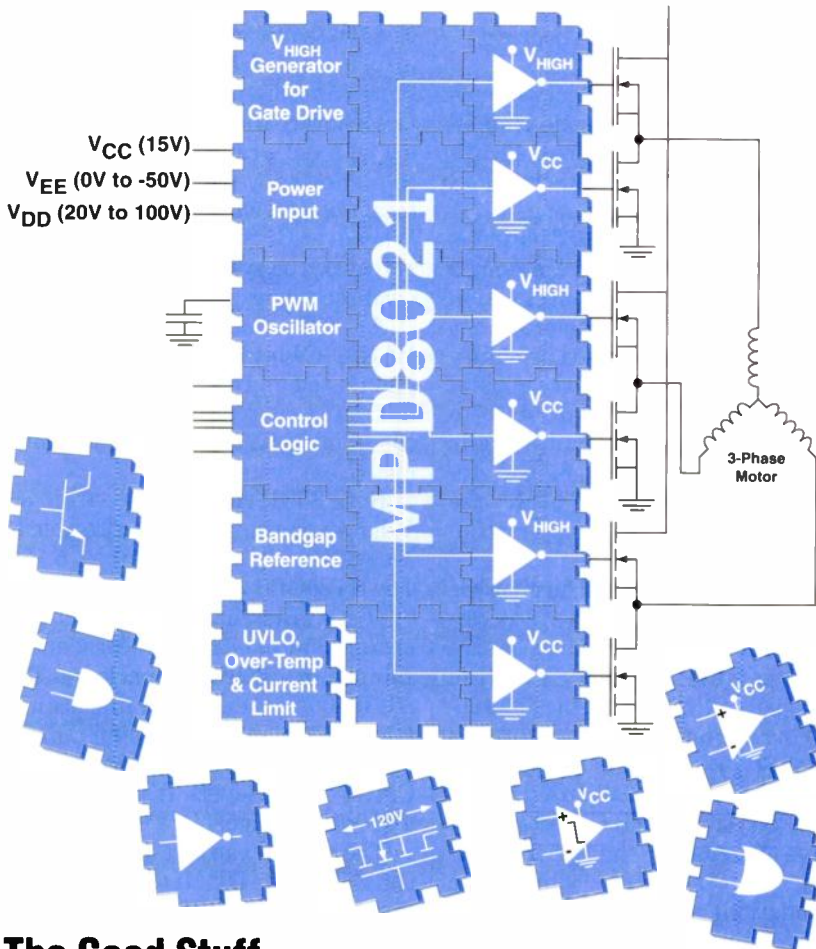 V_HIGH
Generator
for
Gate Drive
V_HIGH
V_CC (15V)
V_EE (0V to -50V)
V_DD (20V to 100V)
Power
Input
V_CC
PWM
Oscillator
V_HIGH
MPD8021
Control
Logic
V_CC
3-Phase
Motor
Bandgap
Reference
V_HIGH
UVLO,
Over-Temp
& Current
Limit
V_CC
V_CC
+
-
120V
V_CC
+
-
The Good Stuff